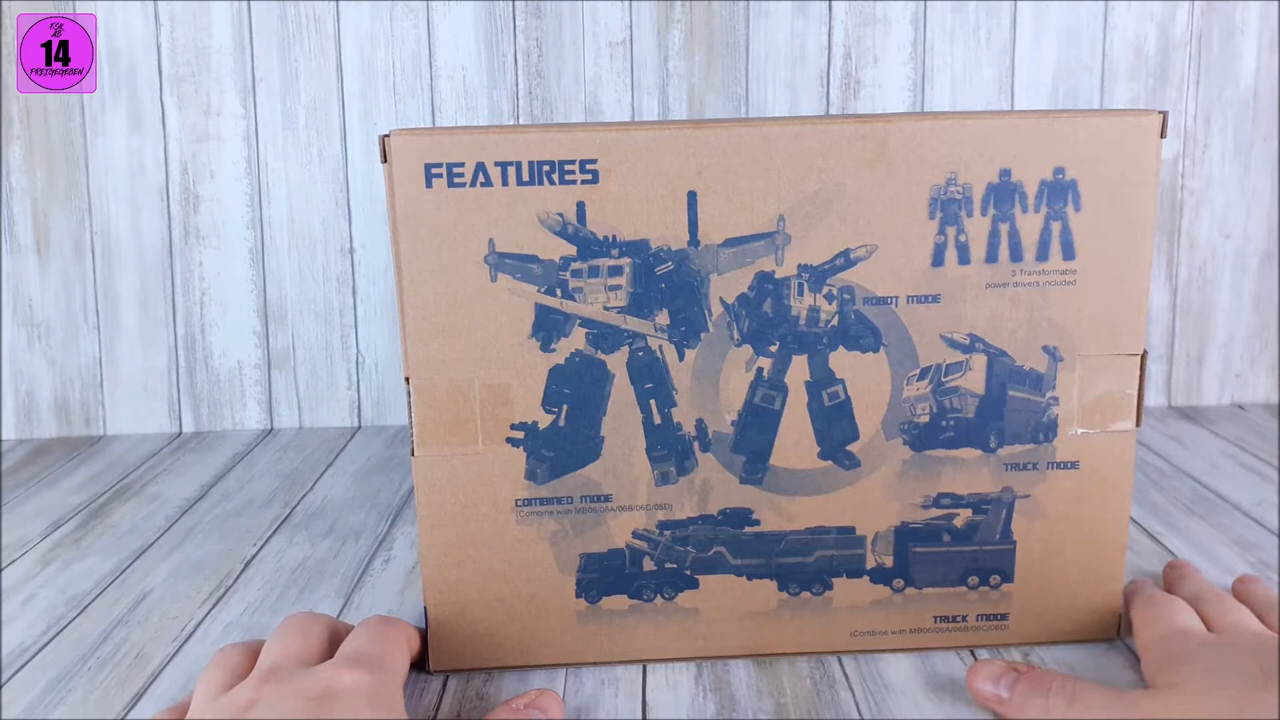 FSK
AB
14
FREIGEGEBEN
FEATURES
3 Transformable
power drivers included
ROBOT MODE
TRUCK MODE
COMBINED MODE
(Combine with MB06/06A/06B/06C/06D)
TRUCK MODE
(Combine with MB06/06A/06B/06C/06D)